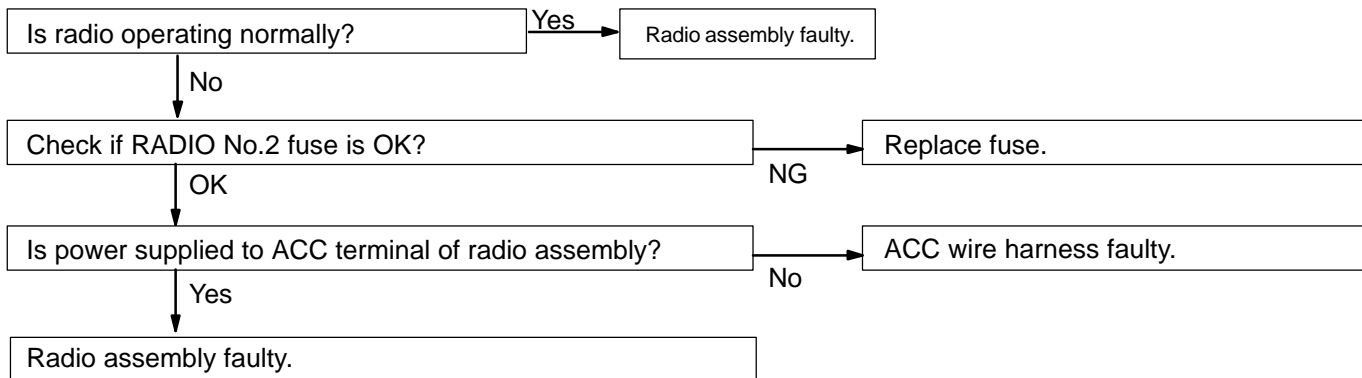 Is radio operating normally?
Yes
Radio assembly faulty.
No
Check if RADIO No.2 fuse is OK?
NG
Replace fuse.
OK
Is power supplied to ACC terminal of radio assembly?
No
ACC wire harness faulty.
Yes
Radio assembly faulty.